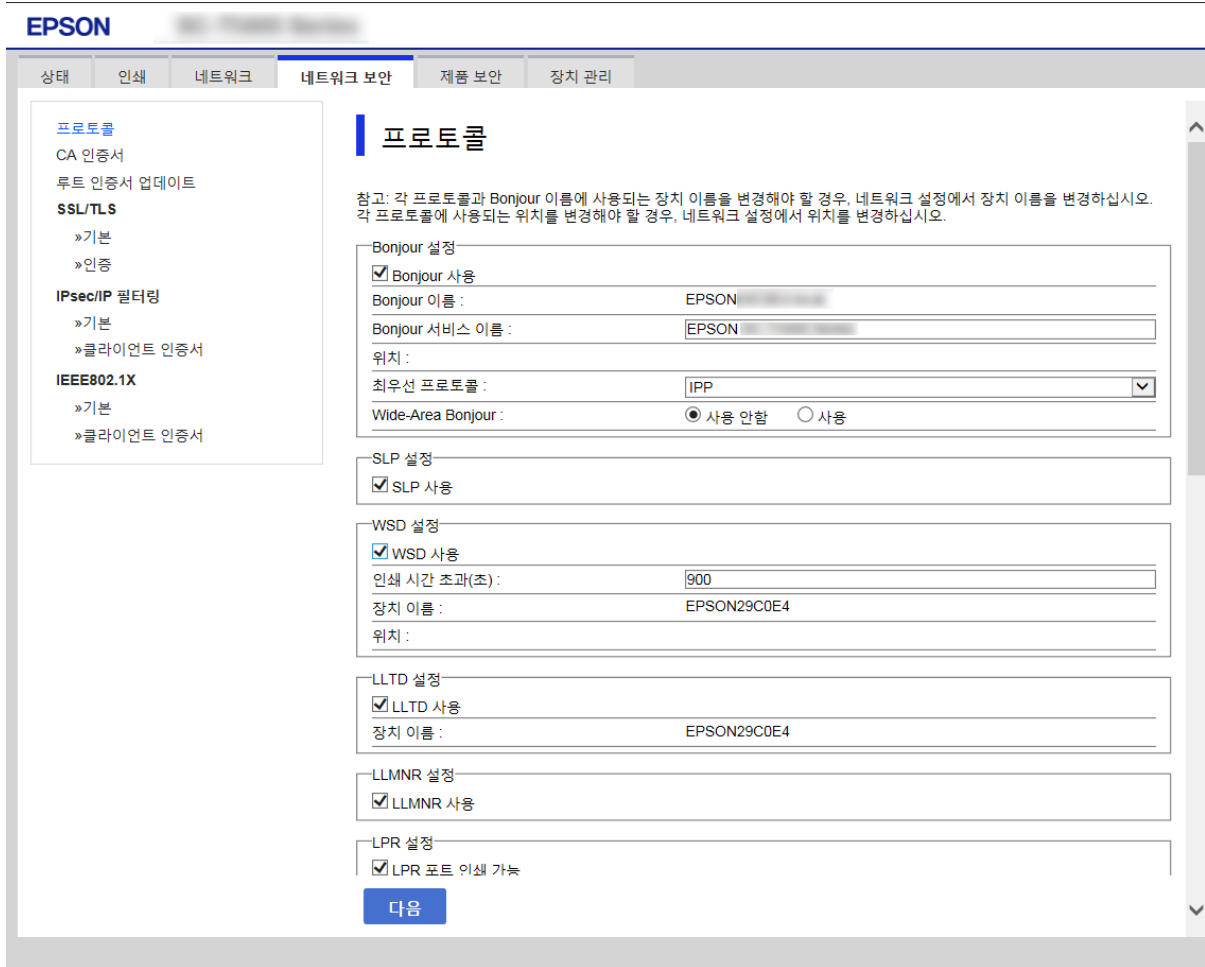 EPSON
상태 인쇄 네트워크 네트워크 보안 제품 보안 장치 관리
프로토콜
CA 인증서
루트 인증서 업데이트
SSL/TLS
»기본
»인증
IPsec/IP 필터링
»기본
»클라이언트 인증서
IEEE802.1X
»기본
»클라이언트 인증서
프로토콜
참고: 각 프로토콜과 Bonjour 이름에 사용되는 장치 이름을 변경해야 할 경우, 네트워크 설정에서 장치 이름을 변경하십시오.
각 프로토콜에 사용되는 위치를 변경해야 할 경우, 네트워크 설정에서 위치를 변경하십시오.
Bonjour 설정
Bonjour 사용
Bonjour 이름 : EPSON
Bonjour 서비스 이름 : EPSON
위치 :
최우선 프로토콜 : IPP
Wide-Area Bonjour : 사용 안함 사용
SLP 설정
SLP 사용
WSD 설정
WSD 사용
인쇄 시간 초과(초) : 900
장치 이름 : EPSON29C0E4
위치 :
LLTD 설정
LLTD 사용
장치 이름 : EPSON29C0E4
LLMNR 설정
LLMNR 사용
LPR 설정
LPR 포트 인쇄 가능
다음